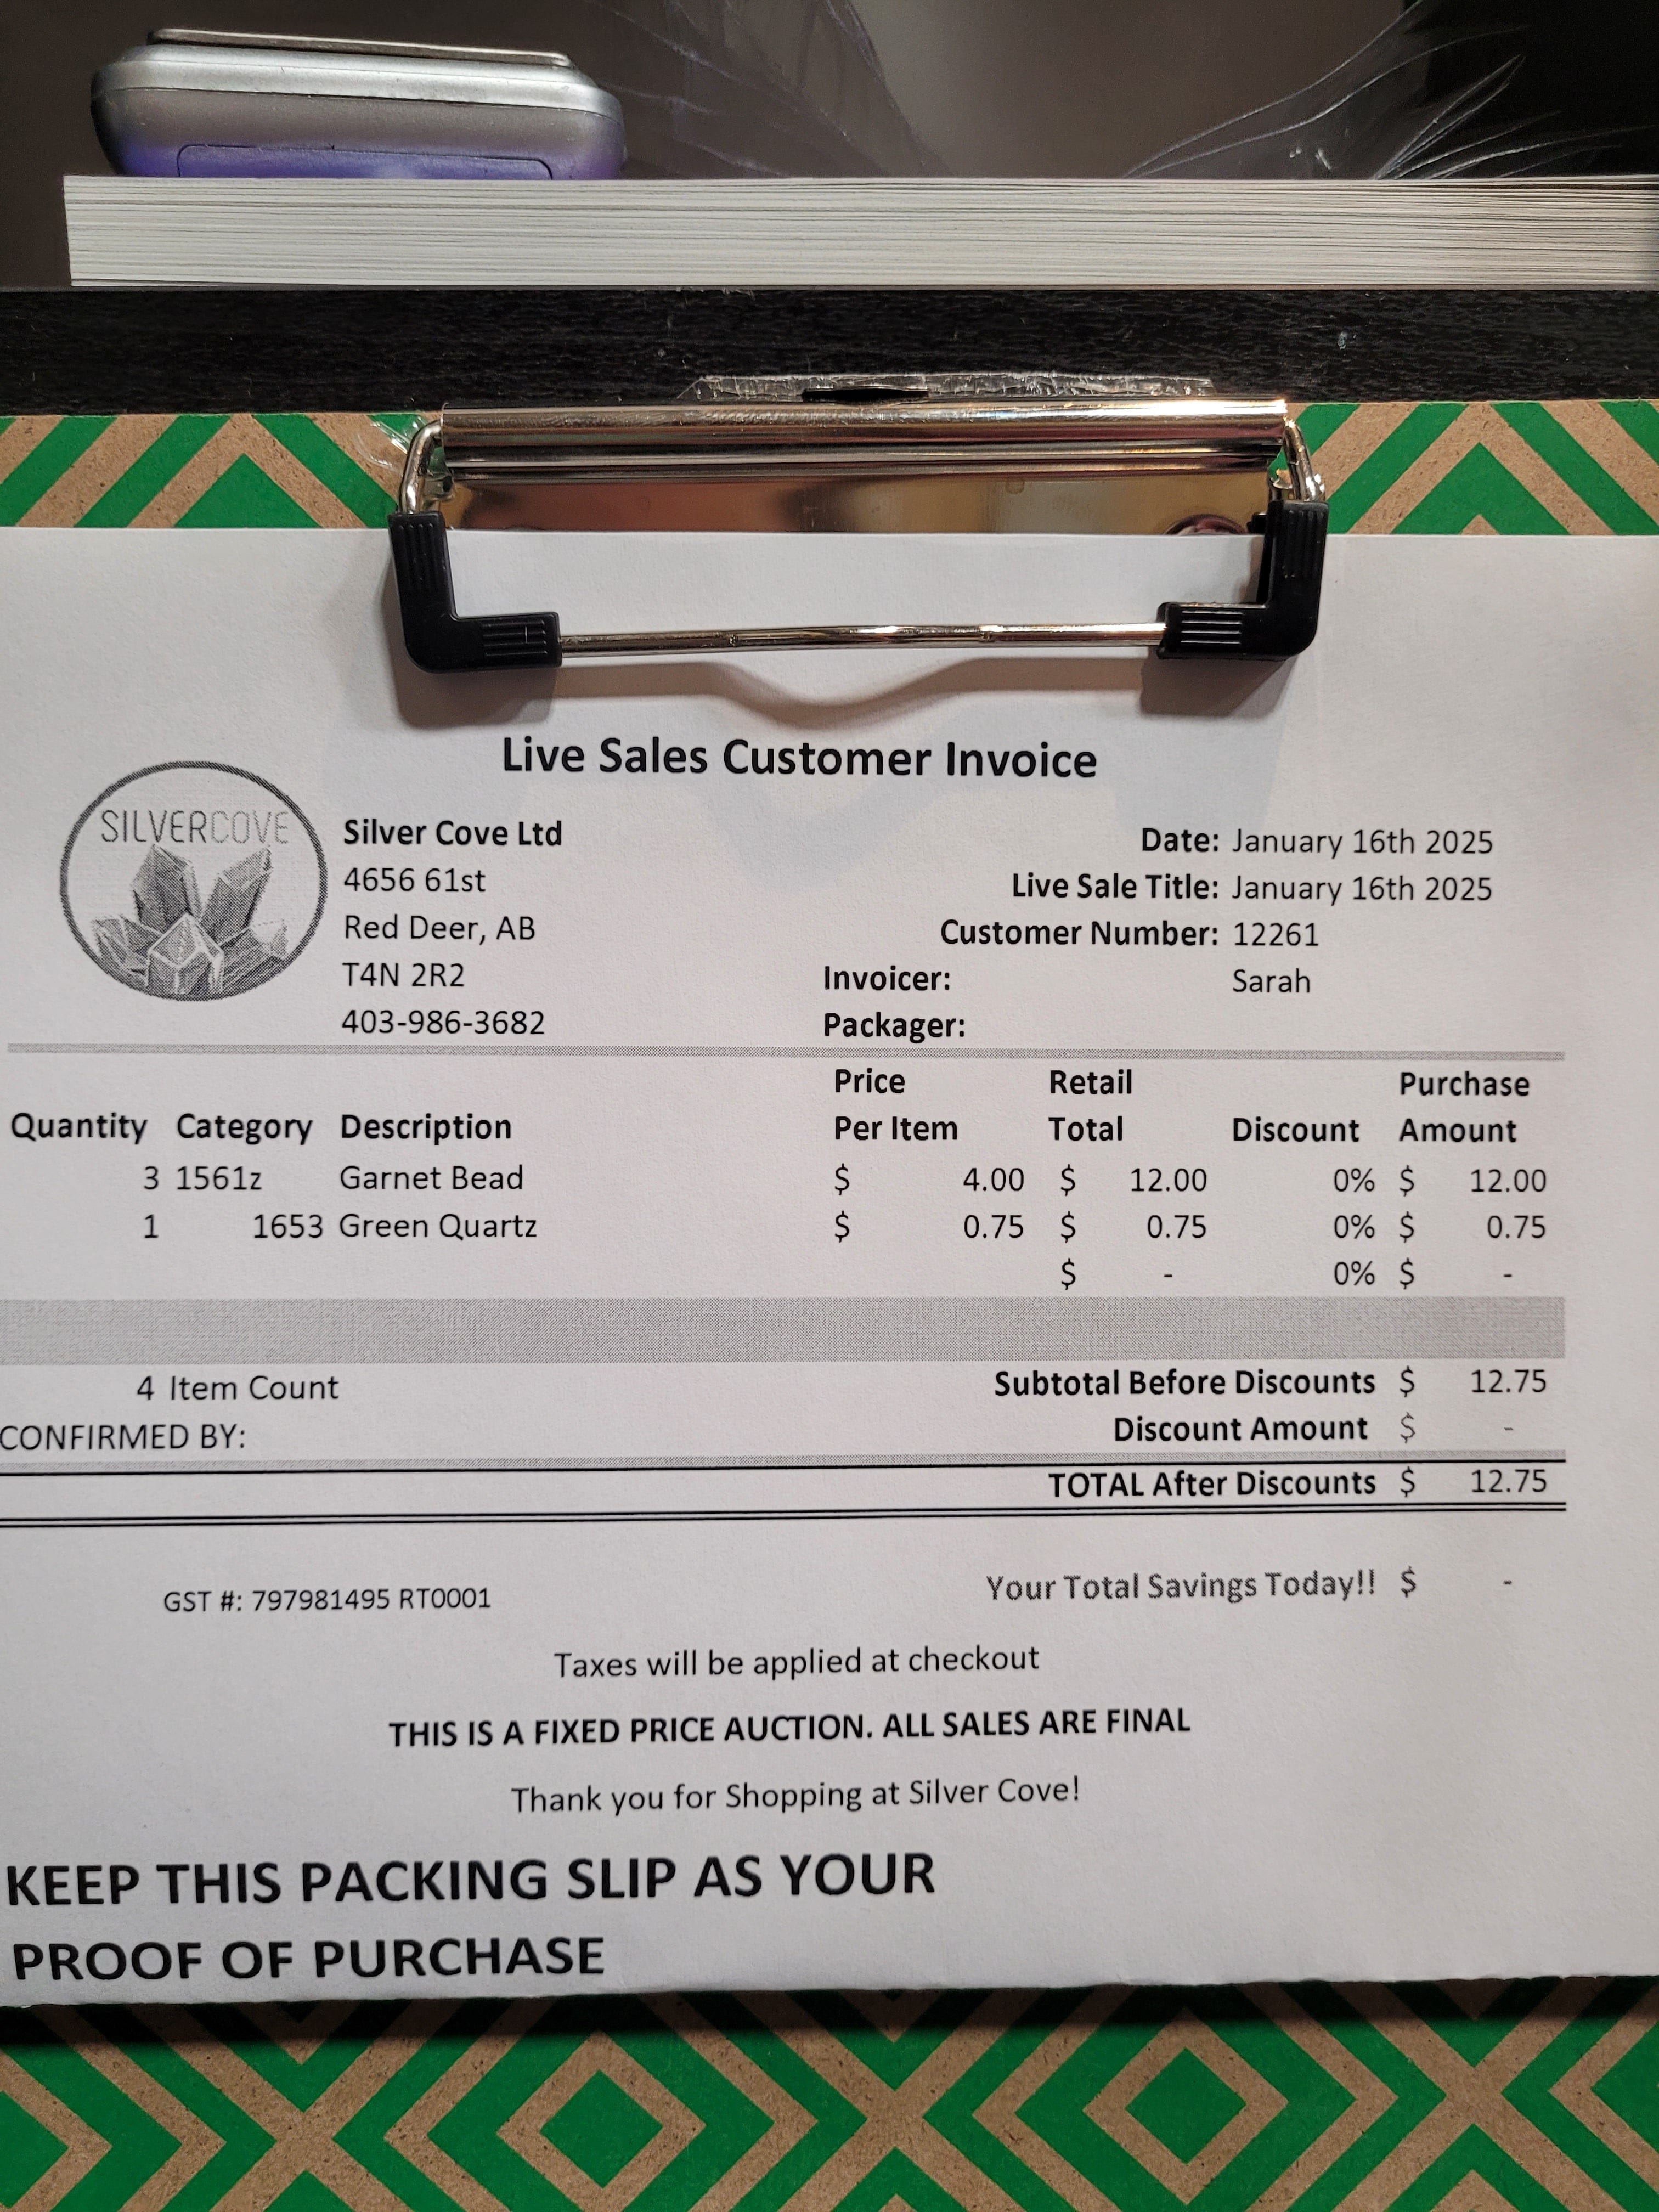 Live Sales Customer Invoice
SILVERCOVE
Silver Cove Ltd
4656 61st
Red Deer, AB
T4N 2R2
403-986-3682
Date: January 16th 2025
Live Sale Title: January 16th 2025
Customer Number: 12261
Invoicer: Sarah
Packager:
Quantity Category Description Price Per Item Retail Total Discount Purchase Amount
3 1561z Garnet Bead $ 4.00 $ 12.00 0% $ 12.00
1 1653 Green Quartz $ 0.75 $ 0.75 0% $ 0.75
$ - 0% $ -
4 Item Count Subtotal Before Discounts $ 12.75
CONFIRMED BY: Discount Amount $ -
TOTAL After Discounts $ 12.75
GST #: 797981495 RT0001 Your Total Savings Today!! $ -
Taxes will be applied at checkout
THIS IS A FIXED PRICE AUCTION. ALL SALES ARE FINAL
Thank you for Shopping at Silver Cove!
KEEP THIS PACKING SLIP AS YOUR
PROOF OF PURCHASE